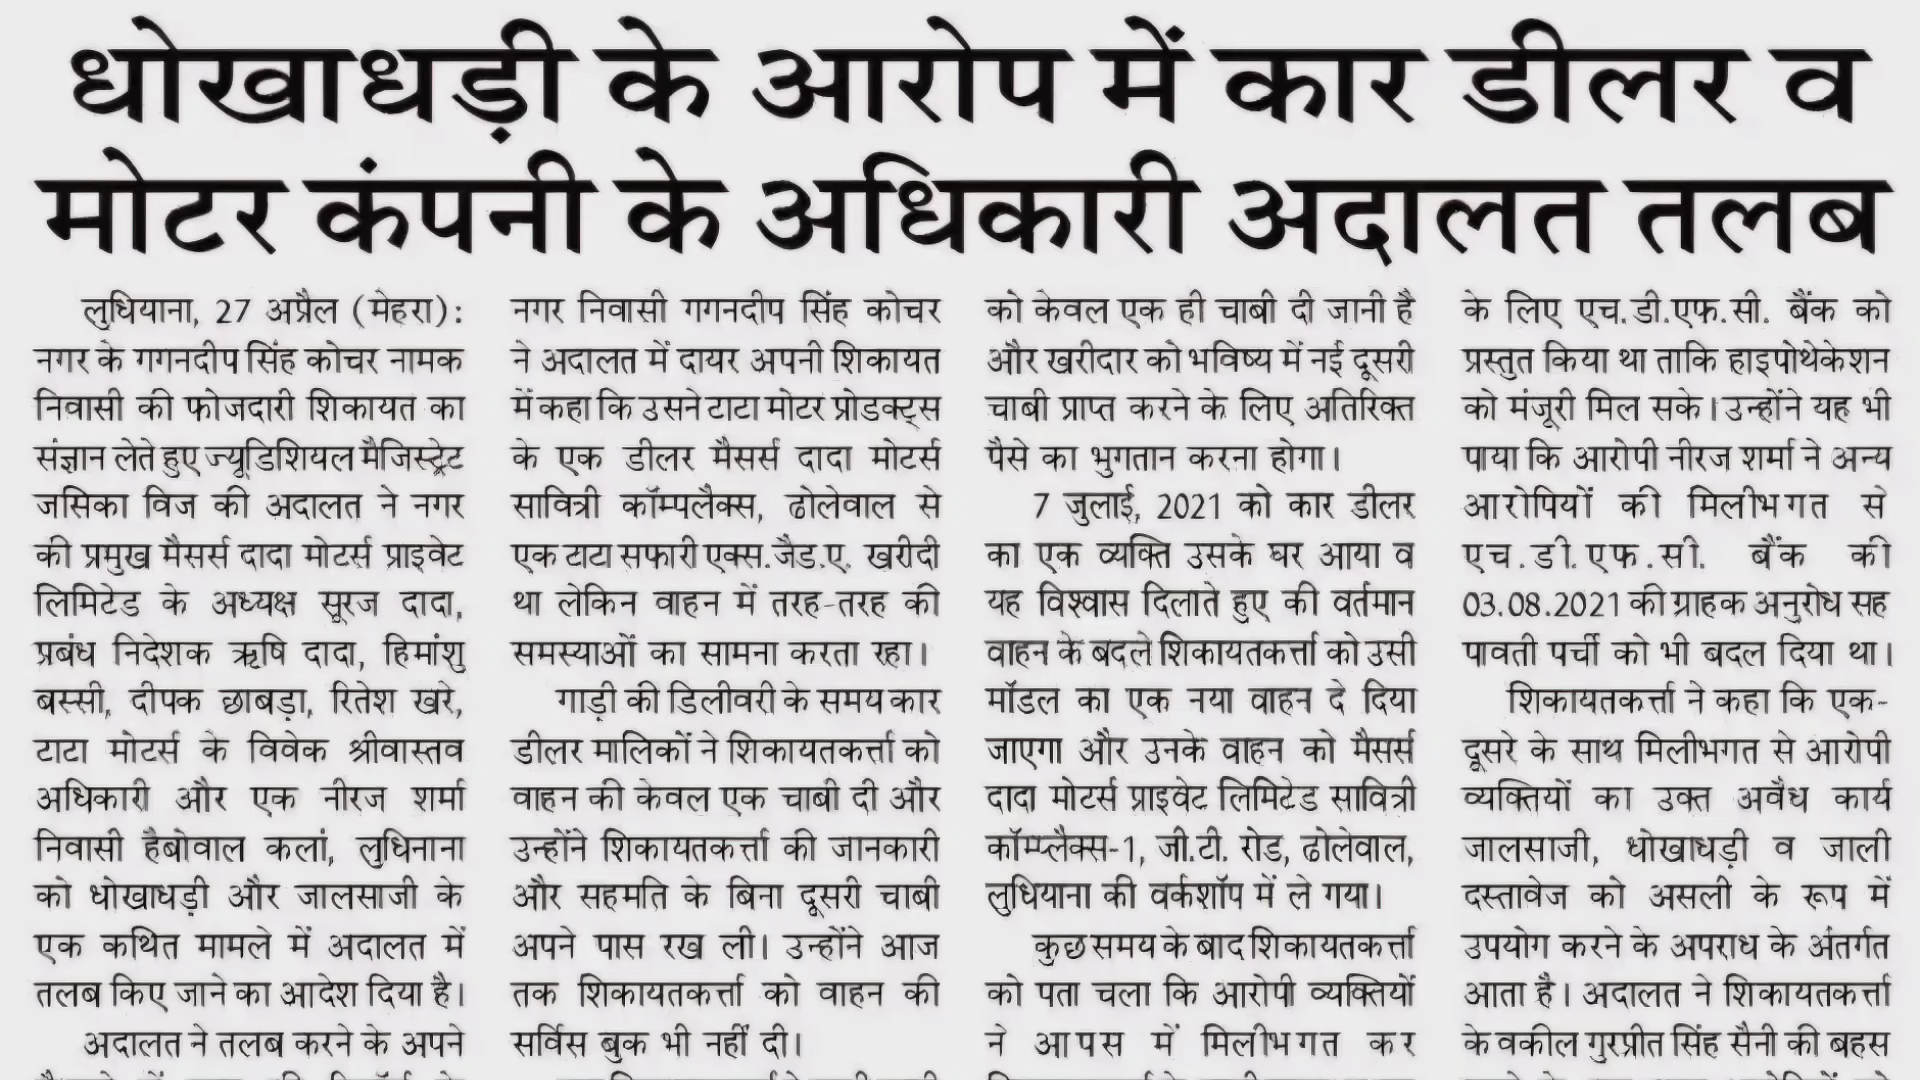 धोखाधड़ी के आरोप में कार डीलर व
मोटर कंपनी के अधिकारी अदालत तलब
लुधियाना, 27 अप्रैल (मेहरा):
नगर के गगनदीप सिंह कोचर नामक
निवासी की फोजदारी शिकायत का
संज्ञान लेते हुए ज्यूडिशियल मैजिस्ट्रेट
जसिका विज की अदालत ने नगर
की प्रमुख मैसर्स दादा मोटर्स प्राइवेट
लिमिटेड के अध्यक्ष सूरज दादा,
प्रबंध निदेशक ऋषि दादा, हिमांशु
बस्सी, दीपक छाबड़ा, रितेश खरे,
टाटा मोटर्स के विवेक श्रीवास्तव
अधिकारी और एक नीरज शर्मा
निवासी हैबोवाल कलां, लुधिनाना
को धोखाधड़ी और जालसाजी के
एक कथित मामले में अदालत में
तलब किए जाने का आदेश दिया है।
अदालत ने तलब करने के अपने
नगर निवासी गगनदीप सिंह कोचर
ने अदालत में दायर अपनी शिकायत
में कहा कि उसने टाटा मोटर प्रोडक्ट्स
के एक डीलर मैसर्स दादा मोटर्स
सावित्री कॉम्पलैक्स, ढोलेवाल से
एक टाटा सफारी एक्स.जैड.ए. खरीदी
था लेकिन वाहन में तरह-तरह की
समस्याओं का सामना करता रहा।
गाड़ी की डिलीवरी के समय कार
डीलर मालिकों ने शिकायतकर्त्ता को
वाहन की केवल एक चाबी दी और
उन्होंने शिकायतकर्त्ता की जानकारी
और सहमति के बिना दूसरी चाबी
अपने पास रख ली। उन्होंने आज
तक शिकायतकर्त्ता को वाहन की
सर्विस बुक भी नहीं दी।
को केवल एक ही चाबी दी जानी है
और खरीदार को भविष्य में नई दूसरी
चाबी प्राप्त करने के लिए अतिरिक्त
पैसे का भुगतान करना होगा।
7 जुलाई, 2021 को कार डीलर
का एक व्यक्ति उसके घर आया व
यह विश्वास दिलाते हुए की वर्तमान
वाहन के बदले शिकायतकर्त्ता को उसी
मॉडल का एक नया वाहन दे दिया
जाएगा और उनके वाहन को मैसर्स
दादा मोटर्स प्राइवेट लिमिटेड सावित्री
कॉम्प्लैक्स-1, जी.टी. रोड, ढोलेवाल,
लुधियाना की वर्कशॉप में ले गया।
कुछ समय के बाद शिकायतकर्त्ता
को पता चला कि आरोपी व्यक्तियों
ने आपस में मिलीभगत कर
के लिए एच.डी.एफ.सी. बैंक को
प्रस्तुत किया था ताकि हाइपोथेकेशन
को मंजूरी मिल सके। उन्होंने यह भी
पाया कि आरोपी नीरज शर्मा ने अन्य
आरोपियों की मिलीभगत से
एच.डी.एफ.सी. बैंक की
03.08.2021 की ग्राहक अनुरोध सह
पावती पर्ची को भी बदल दिया था।
शिकायतकर्त्ता ने कहा कि एक-
दूसरे के साथ मिलीभगत से आरोपी
व्यक्तियों का उक्त अवैध कार्य
जालसाजी, धोखाधड़ी व जाली
दस्तावेज को असली के रूप में
उपयोग करने के अपराध के अंतर्गत
आता है। अदालत ने शिकायतकर्त्ता
के वकील गुरप्रीत सिंह सैनी की बहस